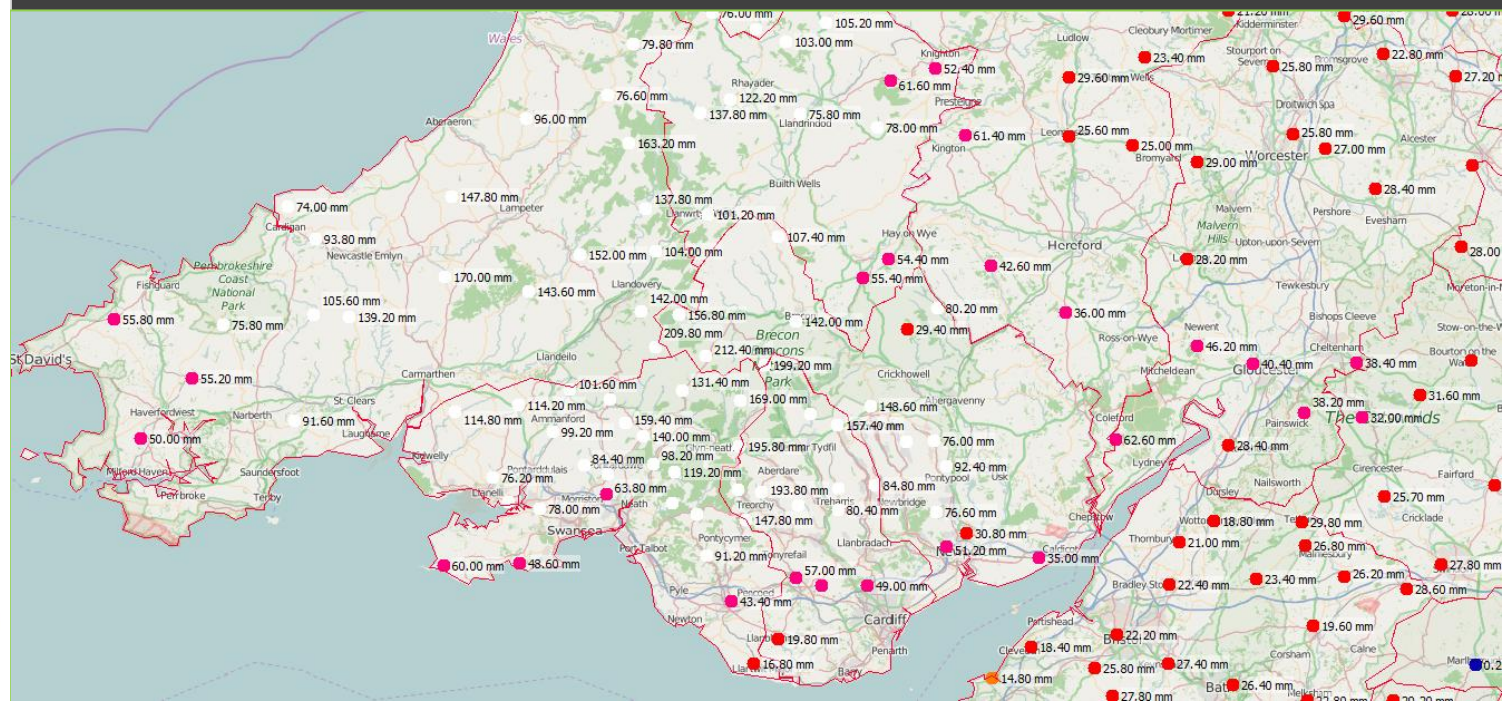 76.00 mm
105.20 mm
21.20 mm
29.60 mm
Wales
79.80 mm
103.00 mm
Knighton
Ludlow
Cleobury Mortimer
Kidderminster
52.40 mm
23.40 mm
Stourport on
Severn
Bromsgrove
22.80 mm
25.80 mm
Rhayader
61.60 mm
29.60 mm
27.20 mm
76.60 mm
122.20 mm
Presteigne
Droitwich Spa
Aberaeron
96.00 mm
137.80 mm
75.80 mm
Llandrindod
78.00 mm
61.40 mm
25.60 mm
25.80 mm
Alcester
163.20 mm
Kington
25.00 mm
Bromyard
27.00 mm
Worcester
29.00 mm
Builth Wells
28.40 mm
147.80 mm
Lampeter
137.80 mm
74.00 mm
101.20 mm
Malvern
Pershore
Evesham
Cardigan
93.80 mm
107.40 mm
Hay on Wye
Hereford
Malvern
Hills
Upton-upon-Severn
Newcastle Emlyn
152.00 mm
104.00 mm
54.40 mm
42.60 mm
28.20 mm
28.00
Pembrokeshire
Coast
National
Park
Fishguard
170.00 mm
143.60 mm
Llandovery
55.40 mm
Tewkesbury
105.60 mm
142.00 mm
80.20 mm
36.00 mm
55.80 mm
75.80 mm
139.20 mm
156.80 mm
142.00 mm
29.40 mm
Newent
Bishops Cleeve
Stow-on-the-W
209.80 mm
Brecon
Beacons
Park
Ross-on-Wye
46.20 mm
Cheltenham
Bourton on the
St David's
Llandeilo
212.40 mm
199.20 mm
Mitcheldean
40.40 mm
Gloucester
38.40 mm
55.20 mm
Carmarthen
Crickhowell
101.60 mm
131.40 mm
31.60 mm
Haverfordwest
Narberth
St. Clears
114.80 mm
114.20 mm
169.00 mm
148.60 mm
Abergavenny
38.20 mm
32.00 mm
Coleford
Painswick
91.60 mm
Laugharne
Ammanford
99.20 mm
159.40 mm
157.40 mm
50.00 mm
140.00 mm
195.80 mm
76.00 mm
62.60 mm
28.40 mm
Kidwelly
98.20 mm
Lydney
Milford Haven
Saundersfoot
84.40 mm
119.20 mm
Aberdare
92.40 mm
Pontypool
Usk
Cirencester
Fairford
76.20 mm
Llanelli
63.80 mm
193.80 mm
84.80 mm
Nailsworth
Dursley
Pembroke
Tenby
Morriston
Neath
Treorchy
Treharris
25.70 mm
78.00 mm
80.40 mm
76.60 mm
Chepstow
Cricklade
Swansea
147.80 mm
18.80 mm
29.80 mm
Pontycymer
Llanbradach
30.80 mm
Thornbury
21.00 mm
26.80 mm
Port Talbot
91.20 mm
51.20 mm
Caldicot
35.00 mm
60.00 mm
48.60 mm
57.00 mm
49.00 mm
22.40 mm
23.40 mm
26.20 mm
27.80 mm
28.60 mm
Pyle
Pencoed
43.40 mm
Newton
Cardiff
Portishead
19.60 mm
19.80 mm
22.20 mm
Bristol
Penarth
Clevedon
18.40 mm
Corsham
Calne
16.80 mm
Barry
25.80 mm
27.40 mm
14.80 mm
26.40 mm
Melksham
27.80 mm